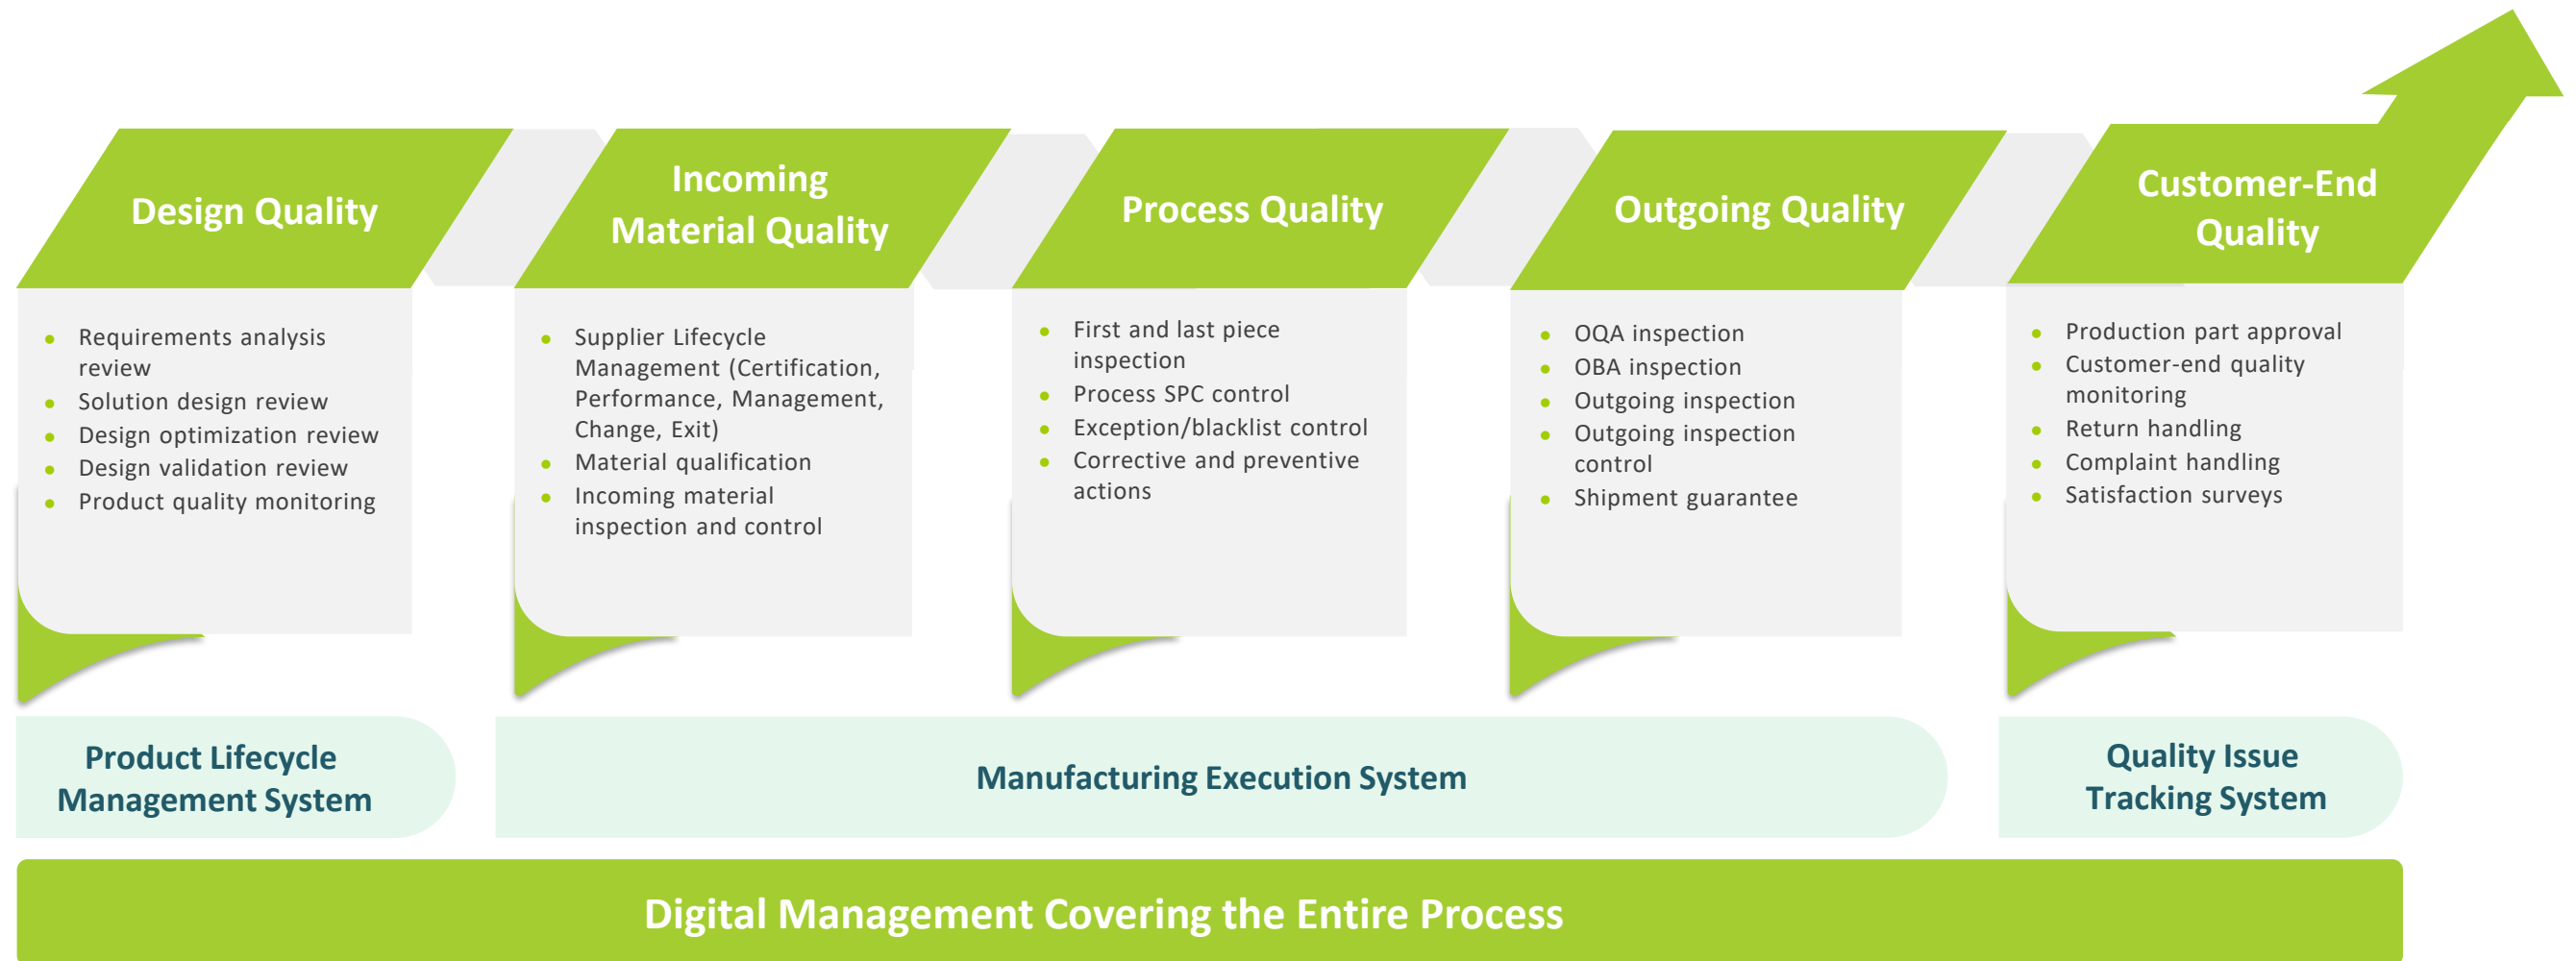 Design Quality
Requirements analysis
review
Solution design review
Design optimization review
Design validation review
Product quality monitoring
Incoming
Material Quality
Supplier Lifecycle
Management (Certification,
Performance, Management,
Change, Exit)
Material qualification
Incoming material
inspection and control
Process Quality
First and last piece
inspection
Process SPC control
Exception/blacklist control
Corrective and preventive
actions
Outgoing Quality
OQA inspection
OBA inspection
Outgoing inspection
Outgoing inspection
control
Shipment guarantee
Customer-End
Quality
Production part approval
Customer-end quality
monitoring
Return handling
Complaint handling
Satisfaction surveys
Product Lifecycle
Management System
Manufacturing Execution System
Quality Issue
Tracking System
Digital Management Covering the Entire Process